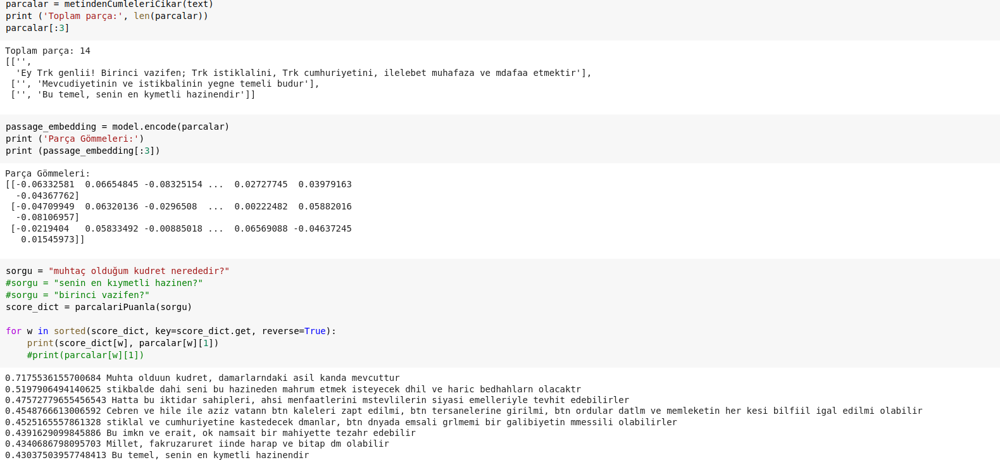 parcalar = metindenCumleleriCikar(text)
print ('Toplam parça:', len(parcalar))
parcalar[:3]
Toplam parça: 14
[['',
'Ey Trk genlii! Birinci vazifen; Trk istiklalini, Trk cumhuriyetini, ilelebet muhafaza ve mdafaa etmektir'],
['', 'Mevcudiyetinin ve istikbalinin yegne temeli budur'],
['', 'Bu temel, senin en kymetli hazinendir']]
passage_embedding = model.encode(parcalar)
print ('Parça Gömmeleri:')
print (passage_embedding[:3])
Parça Gömmeleri:
[[-0.06332581 0.06654845 -0.08325154 ... 0.02727745 0.03979163
-0.04367762]
[-0.04709949 0.06320136 -0.0296508 ... 0.00222482 0.05882016
-0.08106957]
[-0.0219404 0.05833492 -0.00885018 ... 0.06569088 -0.04637245
0.01545973]]
sorgu = "muhtaç olduğum kudret nerededir?"
#sorgu = "senin en kıymetli hazinen?"
#sorgu = "birinci vazifen?"
score_dict = parcalariPuanla(sorgu)
for w in sorted(score_dict, key=score_dict.get, reverse=True):
print(score_dict[w], parcalar[w][1])
#print(parcalar[w][1])
0.7175536155700684 Muhta olduun kudret, damarlarndaki asil kanda mevcuttur
0.5197906494140625 stikbalde dahi seni bu hazineden mahrum etmek isteyecek dhil ve haric bedhahlarn olacaktr
0.47572779655456543 Hatta bu iktidar sahipleri, ahsi menfaatlerini mstevlilerin siyasi emelleriyle tevhit edebilirler
0.4548766613006592 Cebren ve hile ile aziz vatann btn kaleleri zapt edilmi, btn tersanelerine girilmi, btn ordular datlm ve memleketin her kesi bilfiil igal edilmi olabilir
0.4525165557861328 stiklal ve cumhuriyetine kastedecek dmanlar, btn dnyada emsali grlmemi bir galibiyetin mmessili olabilirler
0.4391629099845886 Bu imkn ve erait, ok namsait bir mahiyette tezahr edebilir
0.4340686798095703 Millet, fakruzaruret iinde harap ve bitap dm olabilir
0.43037503957748413 Bu temel, senin en kymetli hazinendir